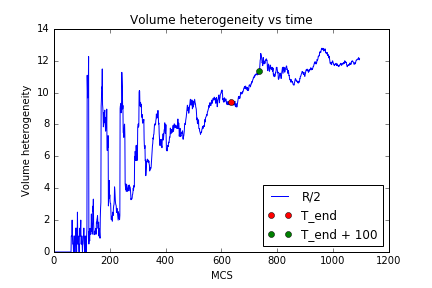 Volume heterogeneity vs time
14
12
10
8
6
4
2
0
Volume heterogeneity
0 200 400 600 800 1000 1200
MCS
R/2
T_end
T_end + 100